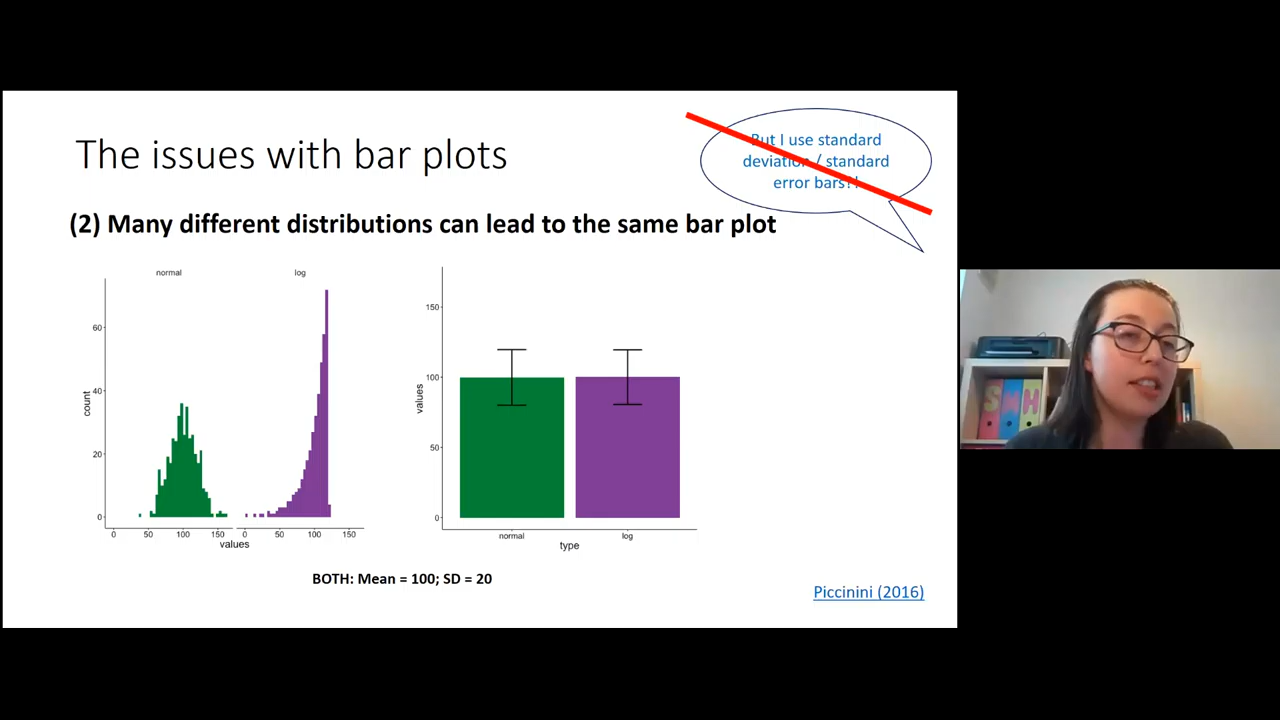 The issues with bar plots
But I use standard
deviation / standard
error bars?!
(2) Many different distributions can lead to the same bar plot
normal
log
60
40
20
0
count
0
50
100
150
0
50
100
150
values
150
100
50
0
values
normal
log
type
BOTH: Mean = 100; SD = 20
Piccinini (2016)
S
M
H